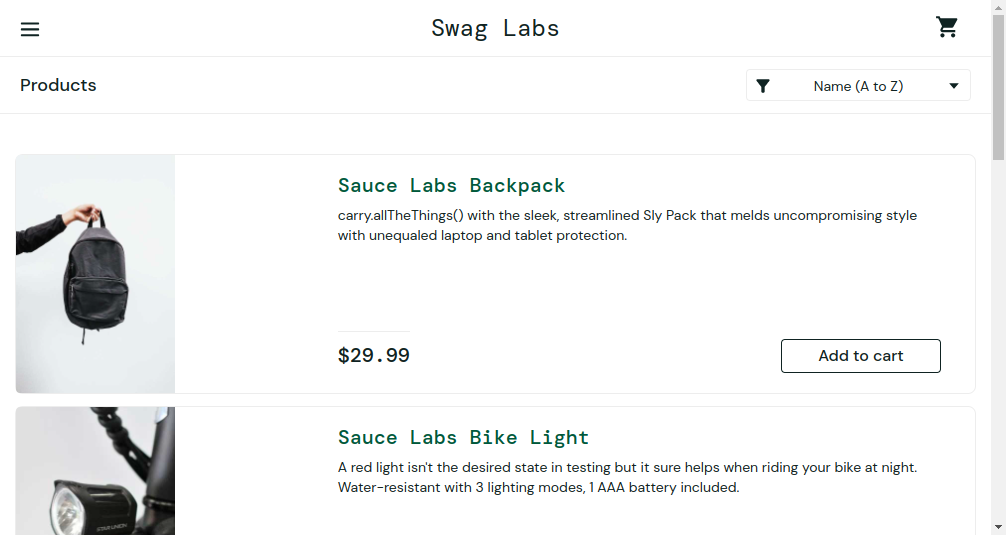 Swag Labs
Products
Name (A to Z)
Sauce Labs Backpack
carry.allTheThings() with the sleek, streamlined Sly Pack that melds uncompromising style
with unequaled laptop and tablet protection.
$29.99
Add to cart
Sauce Labs Bike Light
A red light isn't the desired state in testing but it sure helps when riding your bike at night.
Water-resistant with 3 lighting modes, 1 AAA battery included.